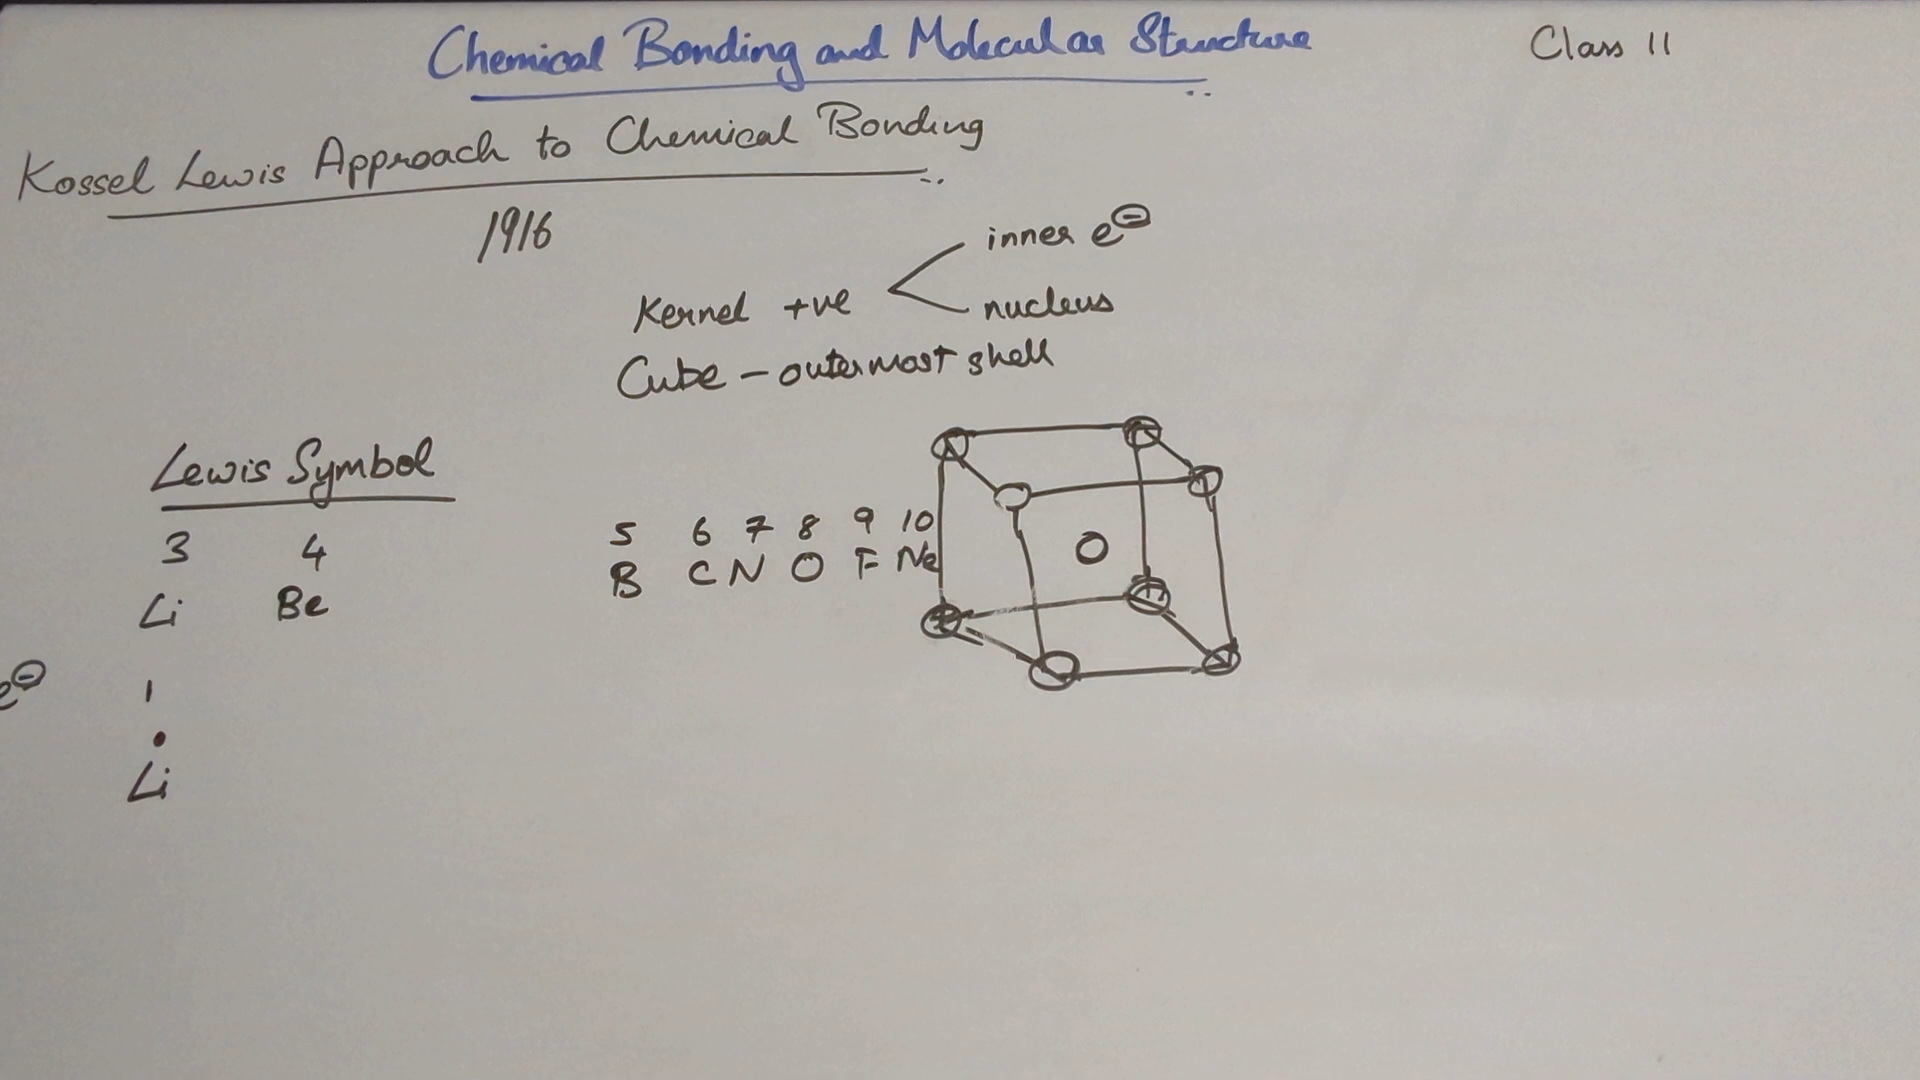 Chemical Bonding and Molecular Structure
Class 11
Kossel Lewis Approach to Chemical Bonding
1916
inner e⊖
Kernel +ve
nucleus
Cube – outermost shell
Lewis Symbol
3 4 5 6 7 8 9 10
Li Be B C N O F Ne
e⊖ 1
Li